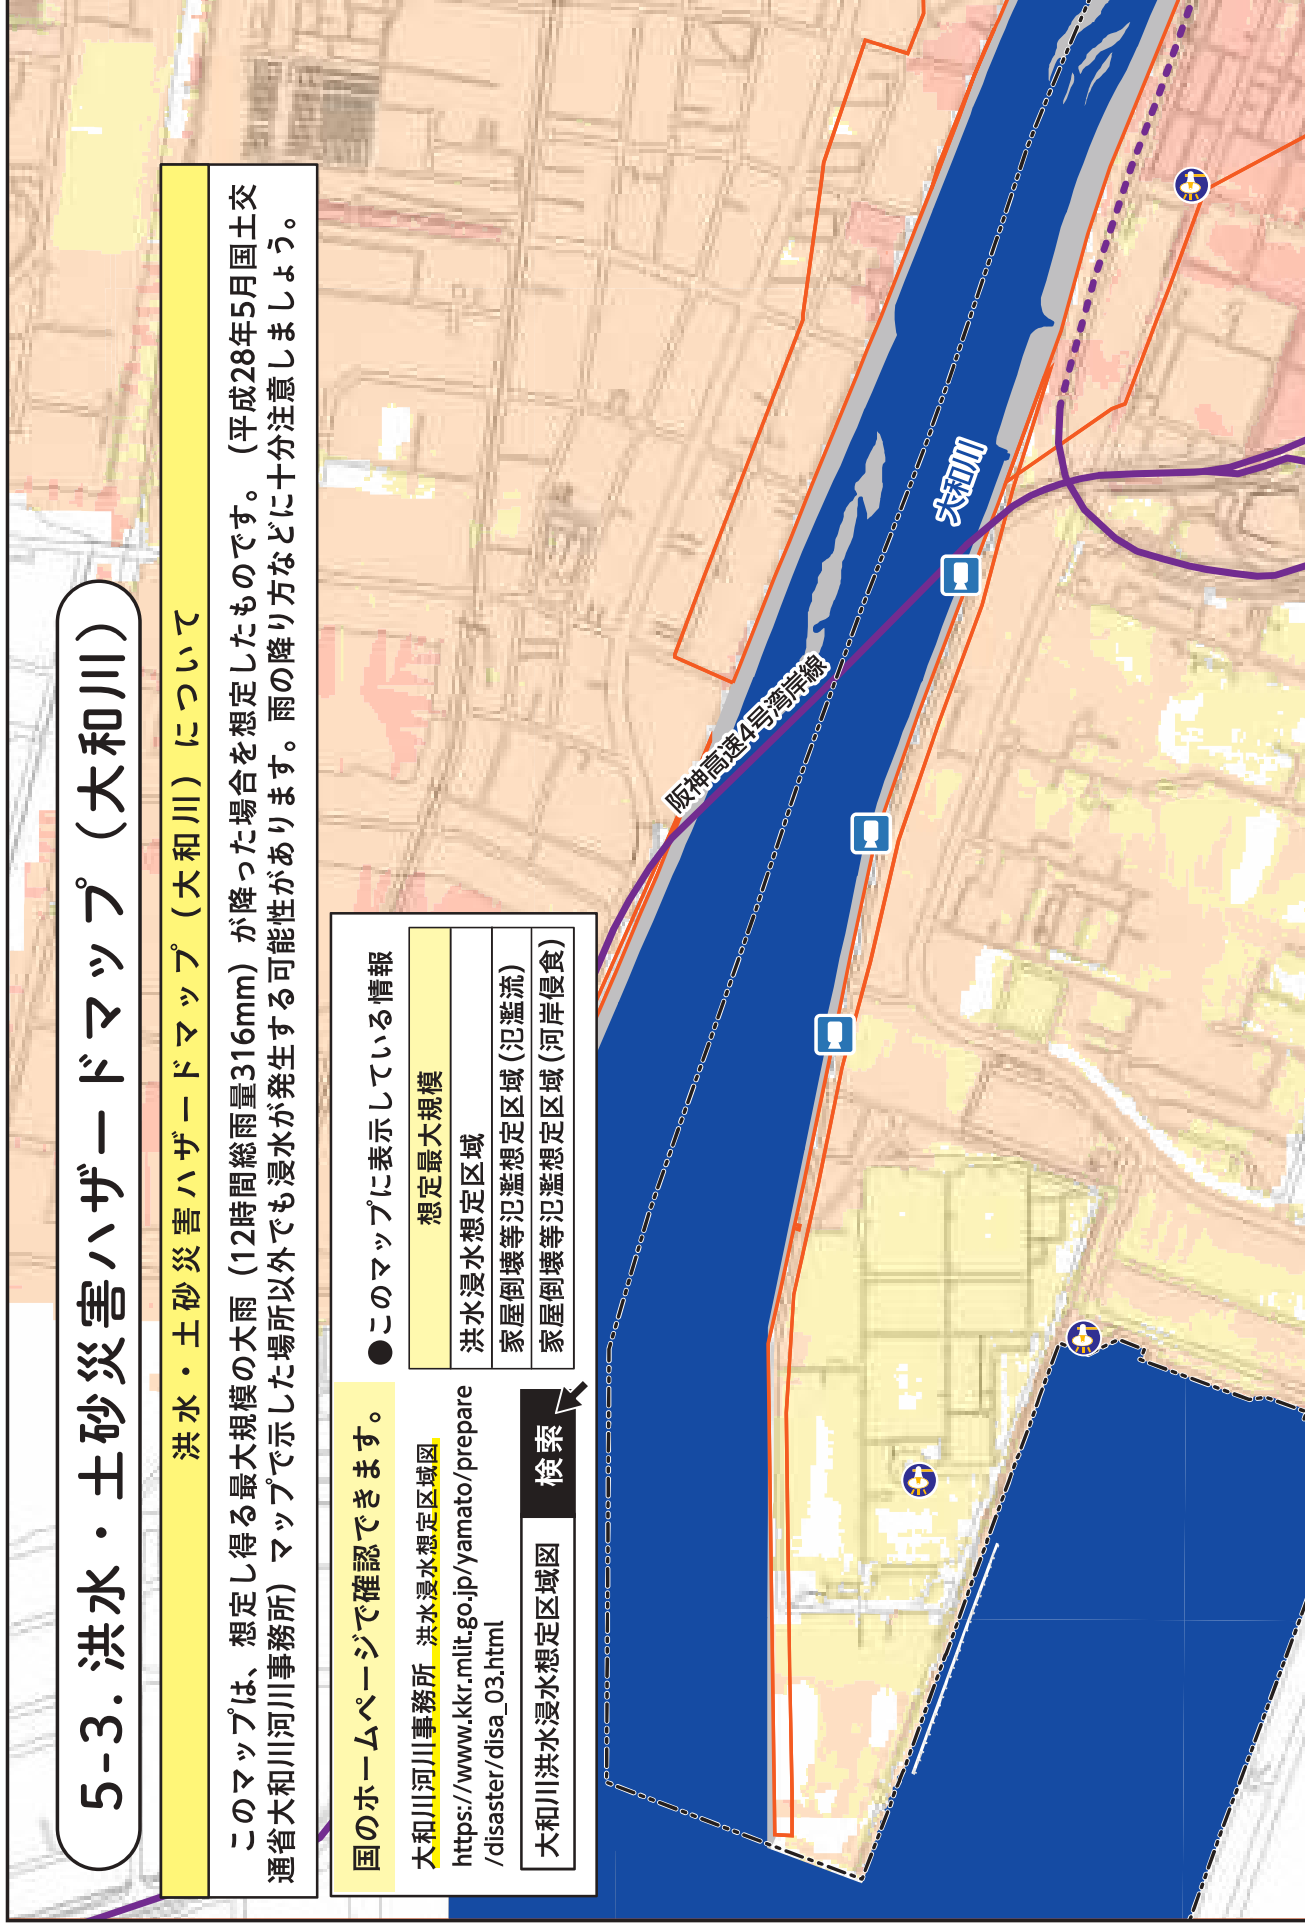 5-3. 洪水・土砂災害ハザードマップ（大和川）
洪水・土砂災害ハザードマップ（大和川）について
このマップは、想定し得る最大規模の大雨（12時間総雨量316mm）が降った場合を想定したものです。（平成28年5月国土交
通省大和川河川事務所）マップで示した場所以外でも浸水が発生する可能性があります。雨の降り方などに十分注意しましょう。
国のホームページで確認できます。
大和川河川事務所 洪水浸水想定区域図
https://www.kkr.mlit.go.jp/yamato/prepare
/disaster/disa_03.html
大和川洪水浸水想定区域図
検索
●このマップに表示している情報
想定最大規模
洪水浸水想定区域
家屋倒壊等氾濫想定区域（氾濫流）
家屋倒壊等氾濫想定区域（河岸侵食）
阪神高速4号湾岸線
大和川